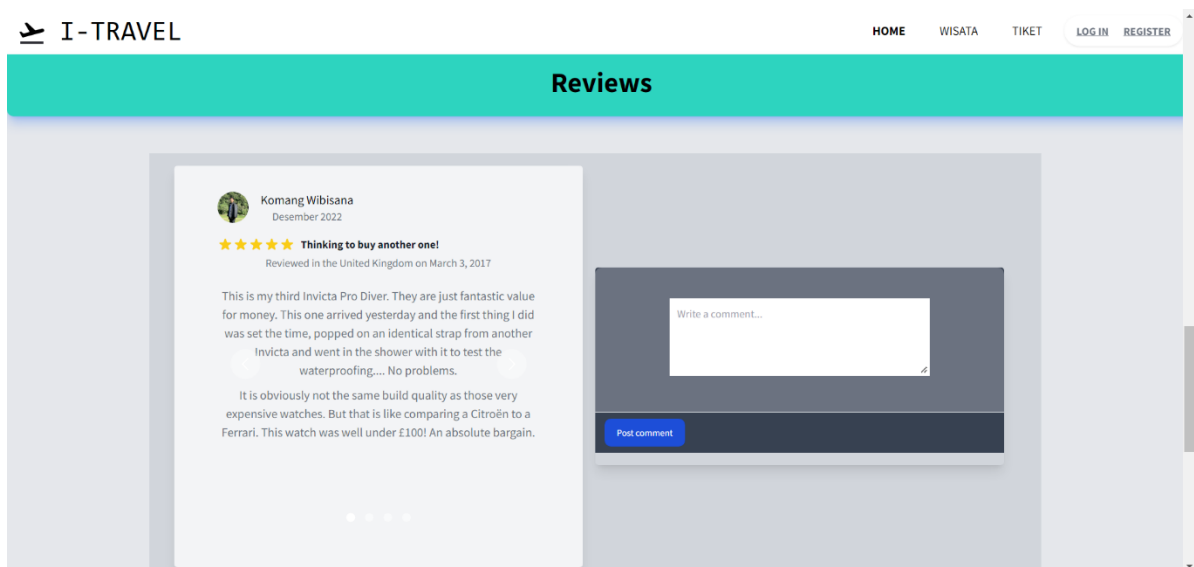 I-TRAVEL
HOME WISATA TIKET LOG IN REGISTER
Reviews
Komang Wibisana
Desember 2022
Thinking to buy another one!
Reviewed in the United Kingdom on March 3, 2017
This is my third Invicta Pro Diver. They are just fantastic value
for money. This one arrived yesterday and the first thing I did
was set the time, popped on an identical strap from another
Invicta and went in the shower with it to test the
waterproofing.... No problems.
It is obviously not the same build quality as those very
expensive watches. But that is like comparing a Citroën to a
Ferrari. This watch was well under £100! An absolute bargain.
Write a comment...
Post comment